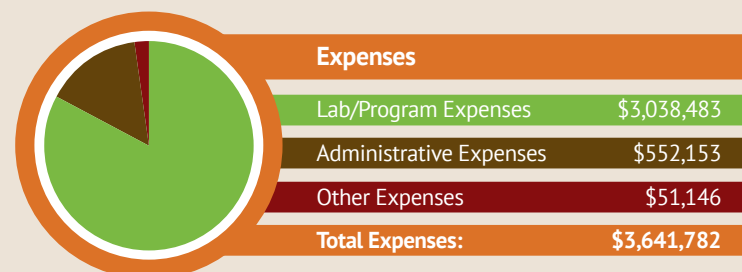 Expenses
Lab/Program Expenses $3,038,483
Administrative Expenses $552,153
Other Expenses $51,146
Total Expenses: $3,641,782